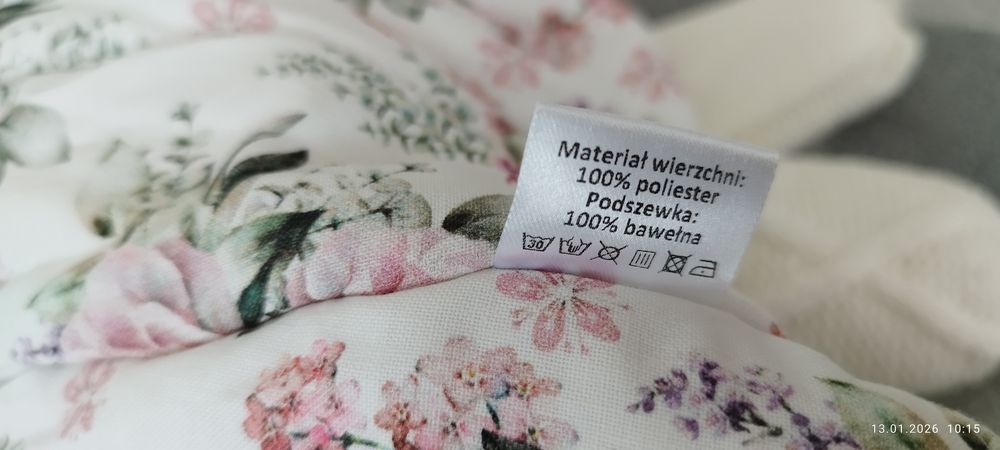 Materiał wierzchni:
100% poliester
Podszewka:
100% bawełna
30
13.01.2026 10:15